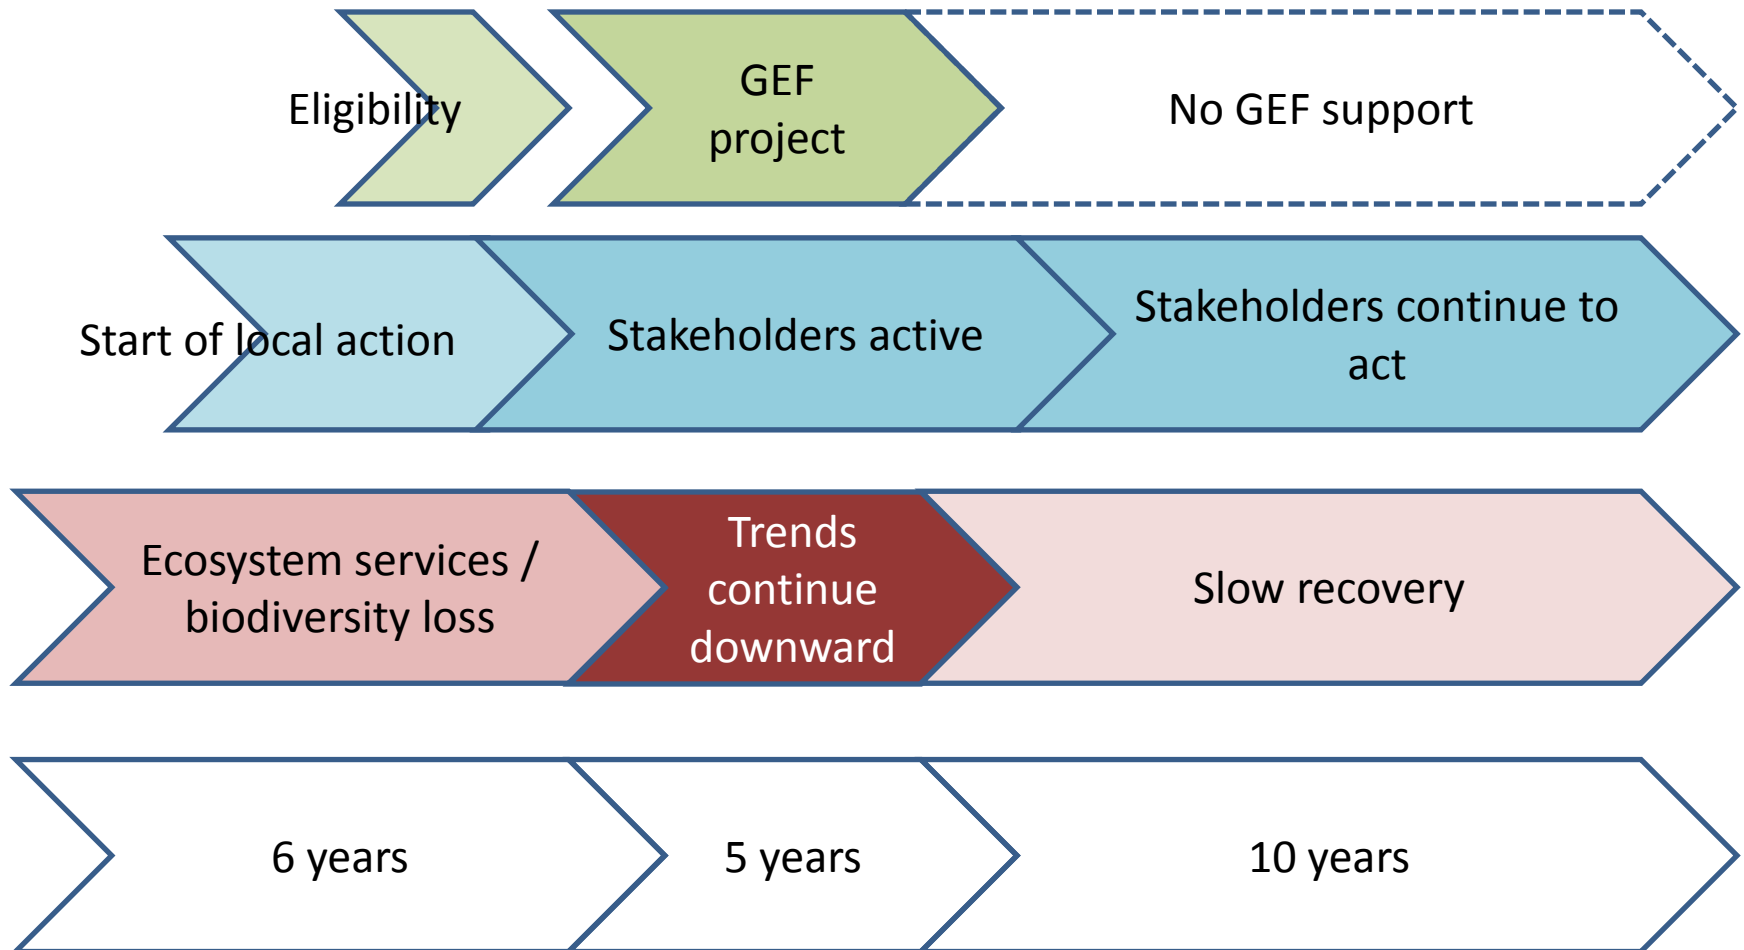 Eligibility
GEF
project
No GEF support
Start of local action
Stakeholders active
Stakeholders continue to
act
Ecosystem services /
biodiversity loss
Trends
continue
downward
Slow recovery
6 years
5 years
10 years